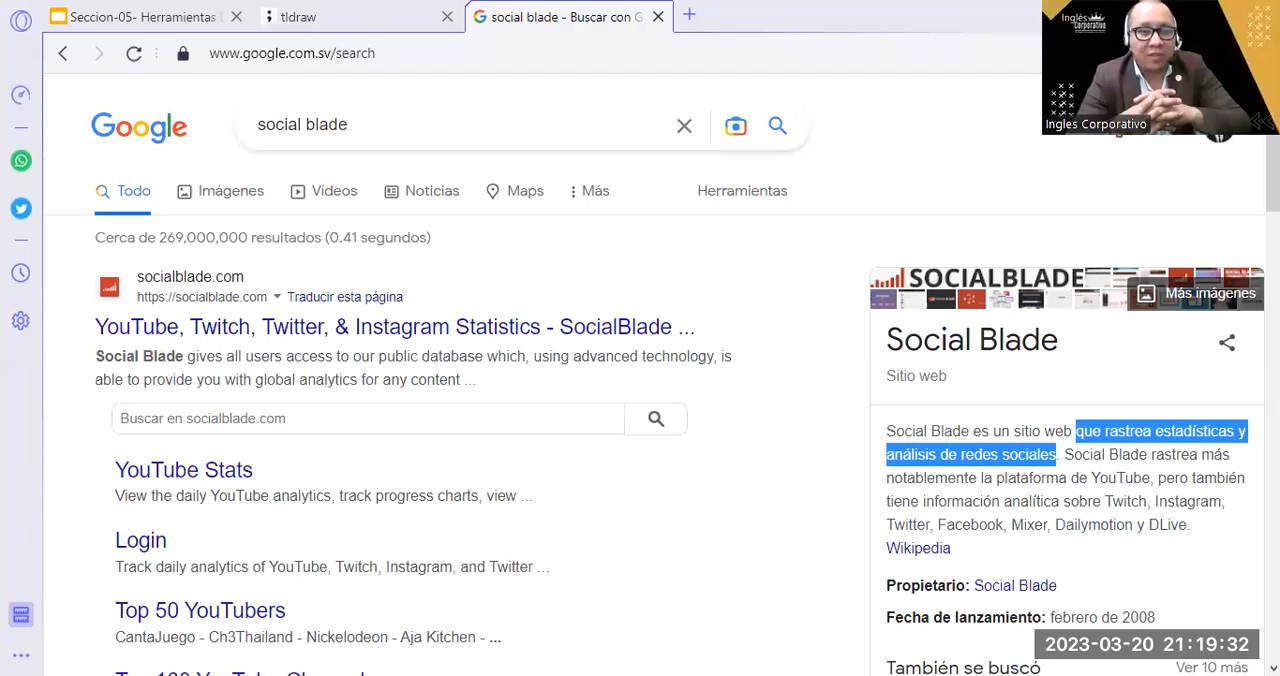 Seccion-05- Herramientas
tldraw
social blade - Buscar con G
www.google.com.sv/search
Inglés
Corporativo
Ingles Corporativo
Google
social blade
Todo
Imágenes
Vídeos
Noticias
Maps
Más
Herramientas
Cerca de 269,000,000 resultados (0.41 segundos)
socialblade.com
https://socialblade.com
Traducir esta página
YouTube, Twitch, Twitter, & Instagram Statistics - SocialBlade ...
Social Blade gives all users access to our public database which, using advanced technology, is
able to provide you with global analytics for any content ...
Buscar en socialblade.com
YouTube Stats
View the daily YouTube analytics, track progress charts, view ...
Login
Track daily analytics of YouTube, Twitch, Instagram, and Twitter ...
Top 50 YouTubers
CantaJuego - Ch3Thailand - Nickelodeon - Aja Kitchen - ...
SOCIALBLADE
Más imágenes
Social Blade
Sitio web
Social Blade es un sitio web que rastrea estadísticas y
análisis de redes sociales. Social Blade rastrea más
notablemente la plataforma de YouTube, pero también
tiene información analítica sobre Twitch, Instagram,
Twitter, Facebook, Mixer, Dailymotion y DLive.
Wikipedia
Propietario: Social Blade
Fecha de lanzamiento: febrero de 2008
2023-03-20 21:19:32
También se buscó
Ver 10 más